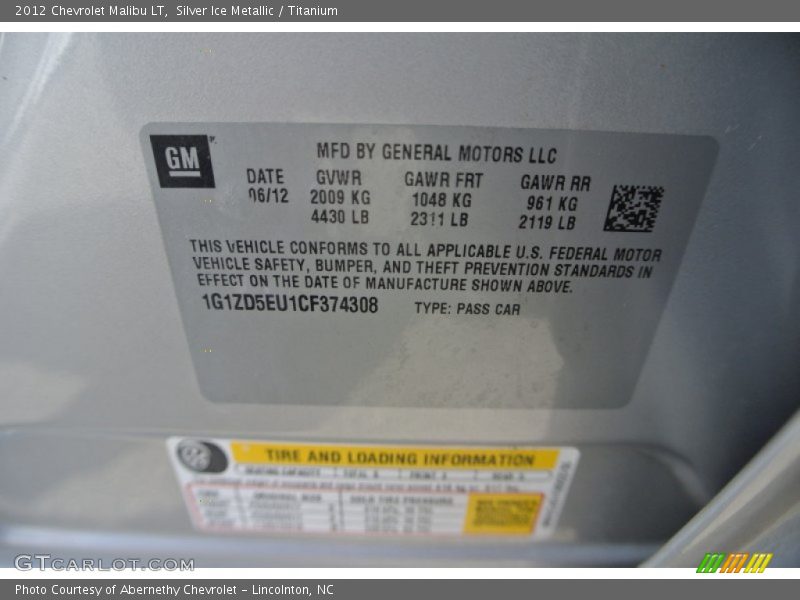 2012 Chevrolet Malibu LT, Silver Ice Metallic / Titanium
GM
MFD BY GENERAL MOTORS LLC
DATE GVWR GAWR FRT GAWR RR
06/12 2009 KG 1048 KG 961 KG
4430 LB 2311 LB 2119 LB
THIS VEHICLE CONFORMS TO ALL APPLICABLE U.S. FEDERAL MOTOR
VEHICLE SAFETY, BUMPER, AND THEFT PREVENTION STANDARDS IN
EFFECT ON THE DATE OF MANUFACTURE SHOWN ABOVE.
1G1ZD5EU1CF374308 TYPE: PASS CAR
TIRE AND LOADING INFORMATION
SEATING CAPACITY
GTCARLOT.COM
Photo Courtesy of Abernethy Chevrolet – Lincolnton, NC